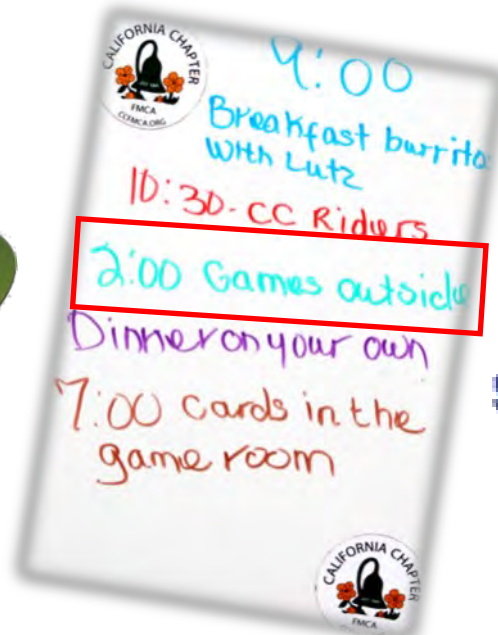 CALIFORNIA CHAPTER
FMCA
CCFMCA.ORG
9:00
Breakfast burrito
with Lutz
10:30-CC Riders
2:00 Games outside
Dinner on your own
7:00 cards in the
game room
CALIFORNIA CHAPTER
FMCA